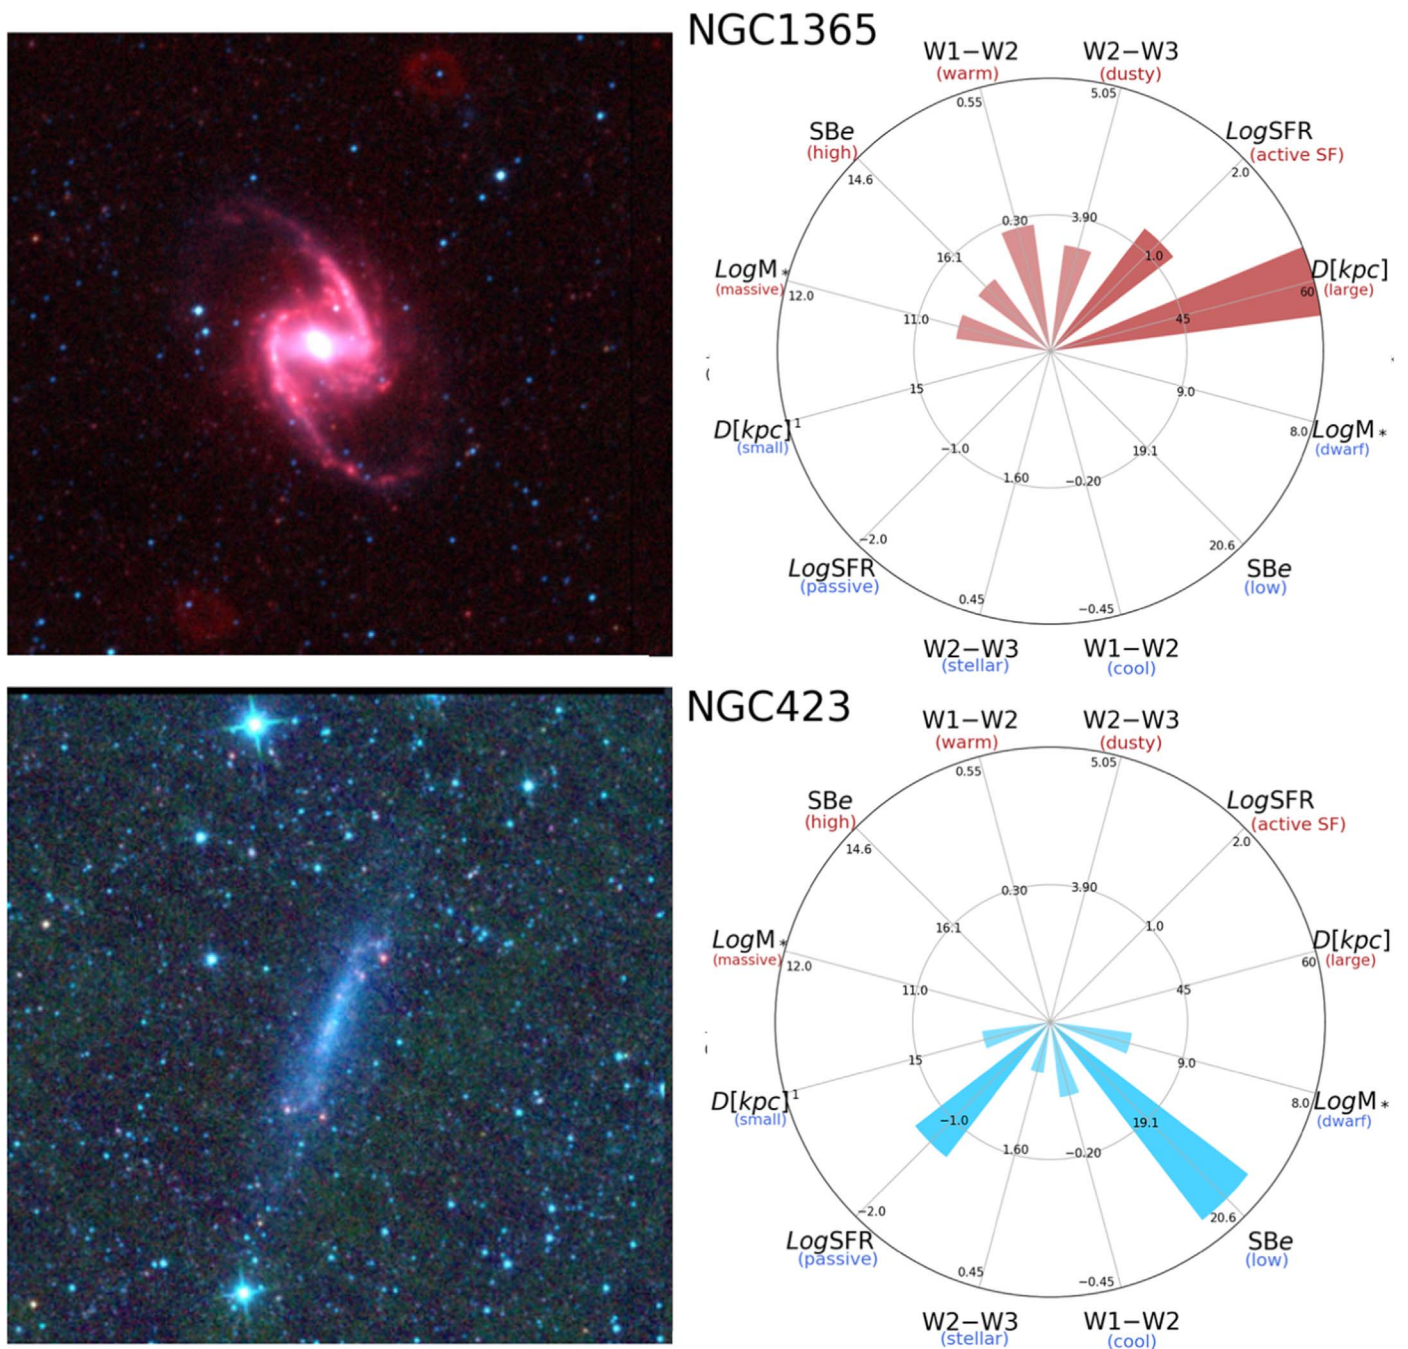 NGC1365
W1−W2 W2−W3
(warm) (dusty)
0.55 5.05
SBe LogSFR
(high) (active SF)
14.6 2.0
0.30 3.90
16.1 1.0
LogM* D[kpc]
(massive) 12.0 60 (large)
11.0 45
15 9.0
D[kpc]¹ 8.0 LogM*
(small) (dwarf)
−1.0 19.1
1.60 −0.20
−2.0 20.6
LogSFR SBe
(passive) (low)
0.45 −0.45
W2−W3 W1−W2
(stellar) (cool)
NGC423
W1−W2 W2−W3
(warm) (dusty)
0.55 5.05
SBe LogSFR
(high) (active SF)
14.6 2.0
0.30 3.90
16.1 1.0
LogM* D[kpc]
(massive) 12.0 60 (large)
11.0 45
15 9.0
D[kpc]¹ 8.0 LogM*
(small) (dwarf)
−1.0 19.1
1.60 −0.20
−2.0 20.6
LogSFR SBe
(passive) (low)
0.45 −0.45
W2−W3 W1−W2
(stellar) (cool)